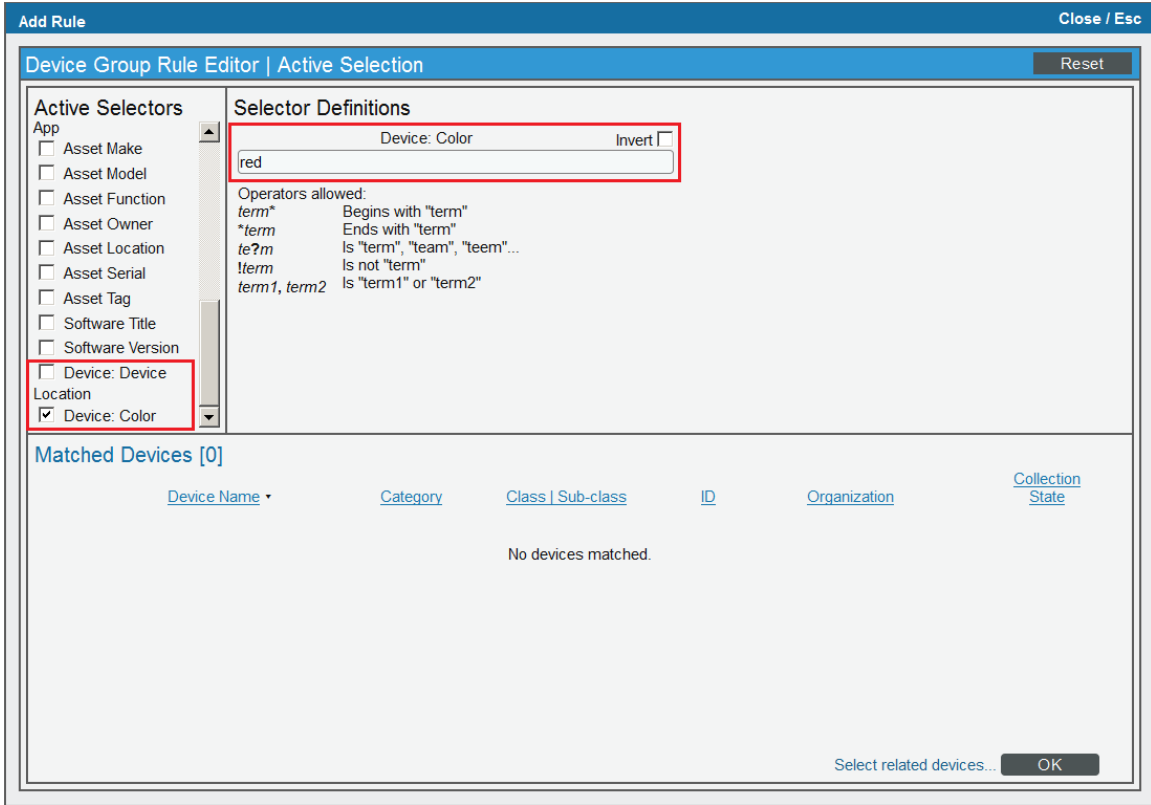 Add Rule
Close / Esc
Device Group Rule Editor | Active Selection
Reset
Active Selectors
App
Asset Make
Asset Model
Asset Function
Asset Owner
Asset Location
Asset Serial
Asset Tag
Software Title
Software Version
Device: Device
Location
Device: Color
Selector Definitions
Device: Color
Invert
red
Operators allowed:
term* Begins with "term"
*term Ends with "term"
te?m Is "term", "team", "teem"...
!term Is not "term"
term1, term2 Is "term1" or "term2"
Matched Devices [0]
Device Name
Category
Class | Sub-class
ID
Organization
Collection
State
No devices matched.
Select related devices...
OK